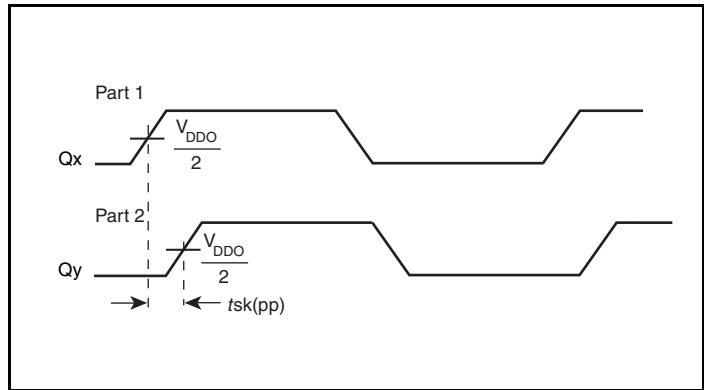 Part 1
V_DDO
2
Qx
Part 2
V_DDO
2
Qy
tsk(pp)